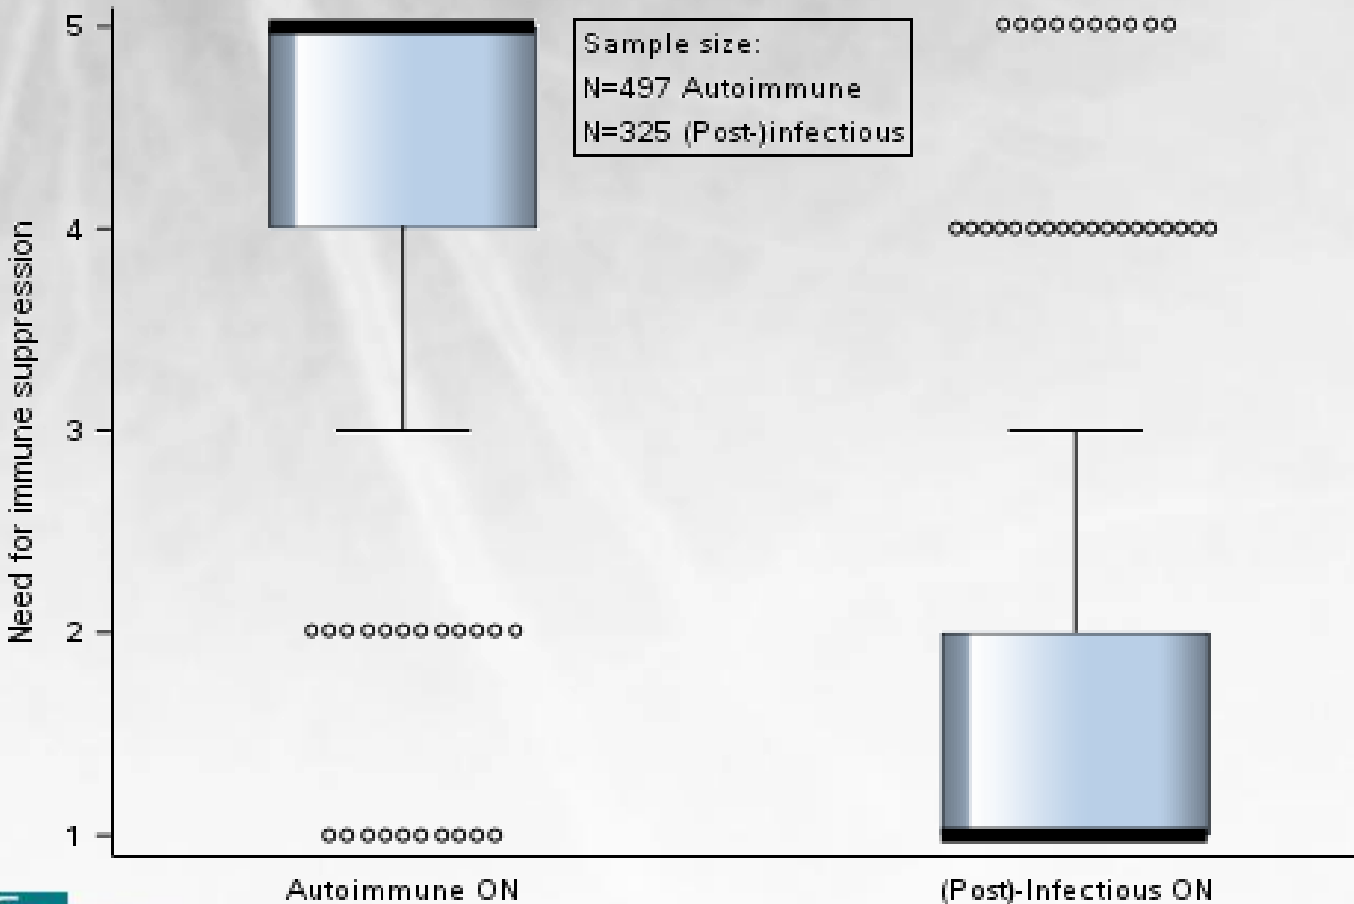 Need for immune suppression
5
4
3
2
1
Sample size:
N=497 Autoimmune
N=325 (Post-)infectious
Autoimmune ON
(Post)-Infectious ON